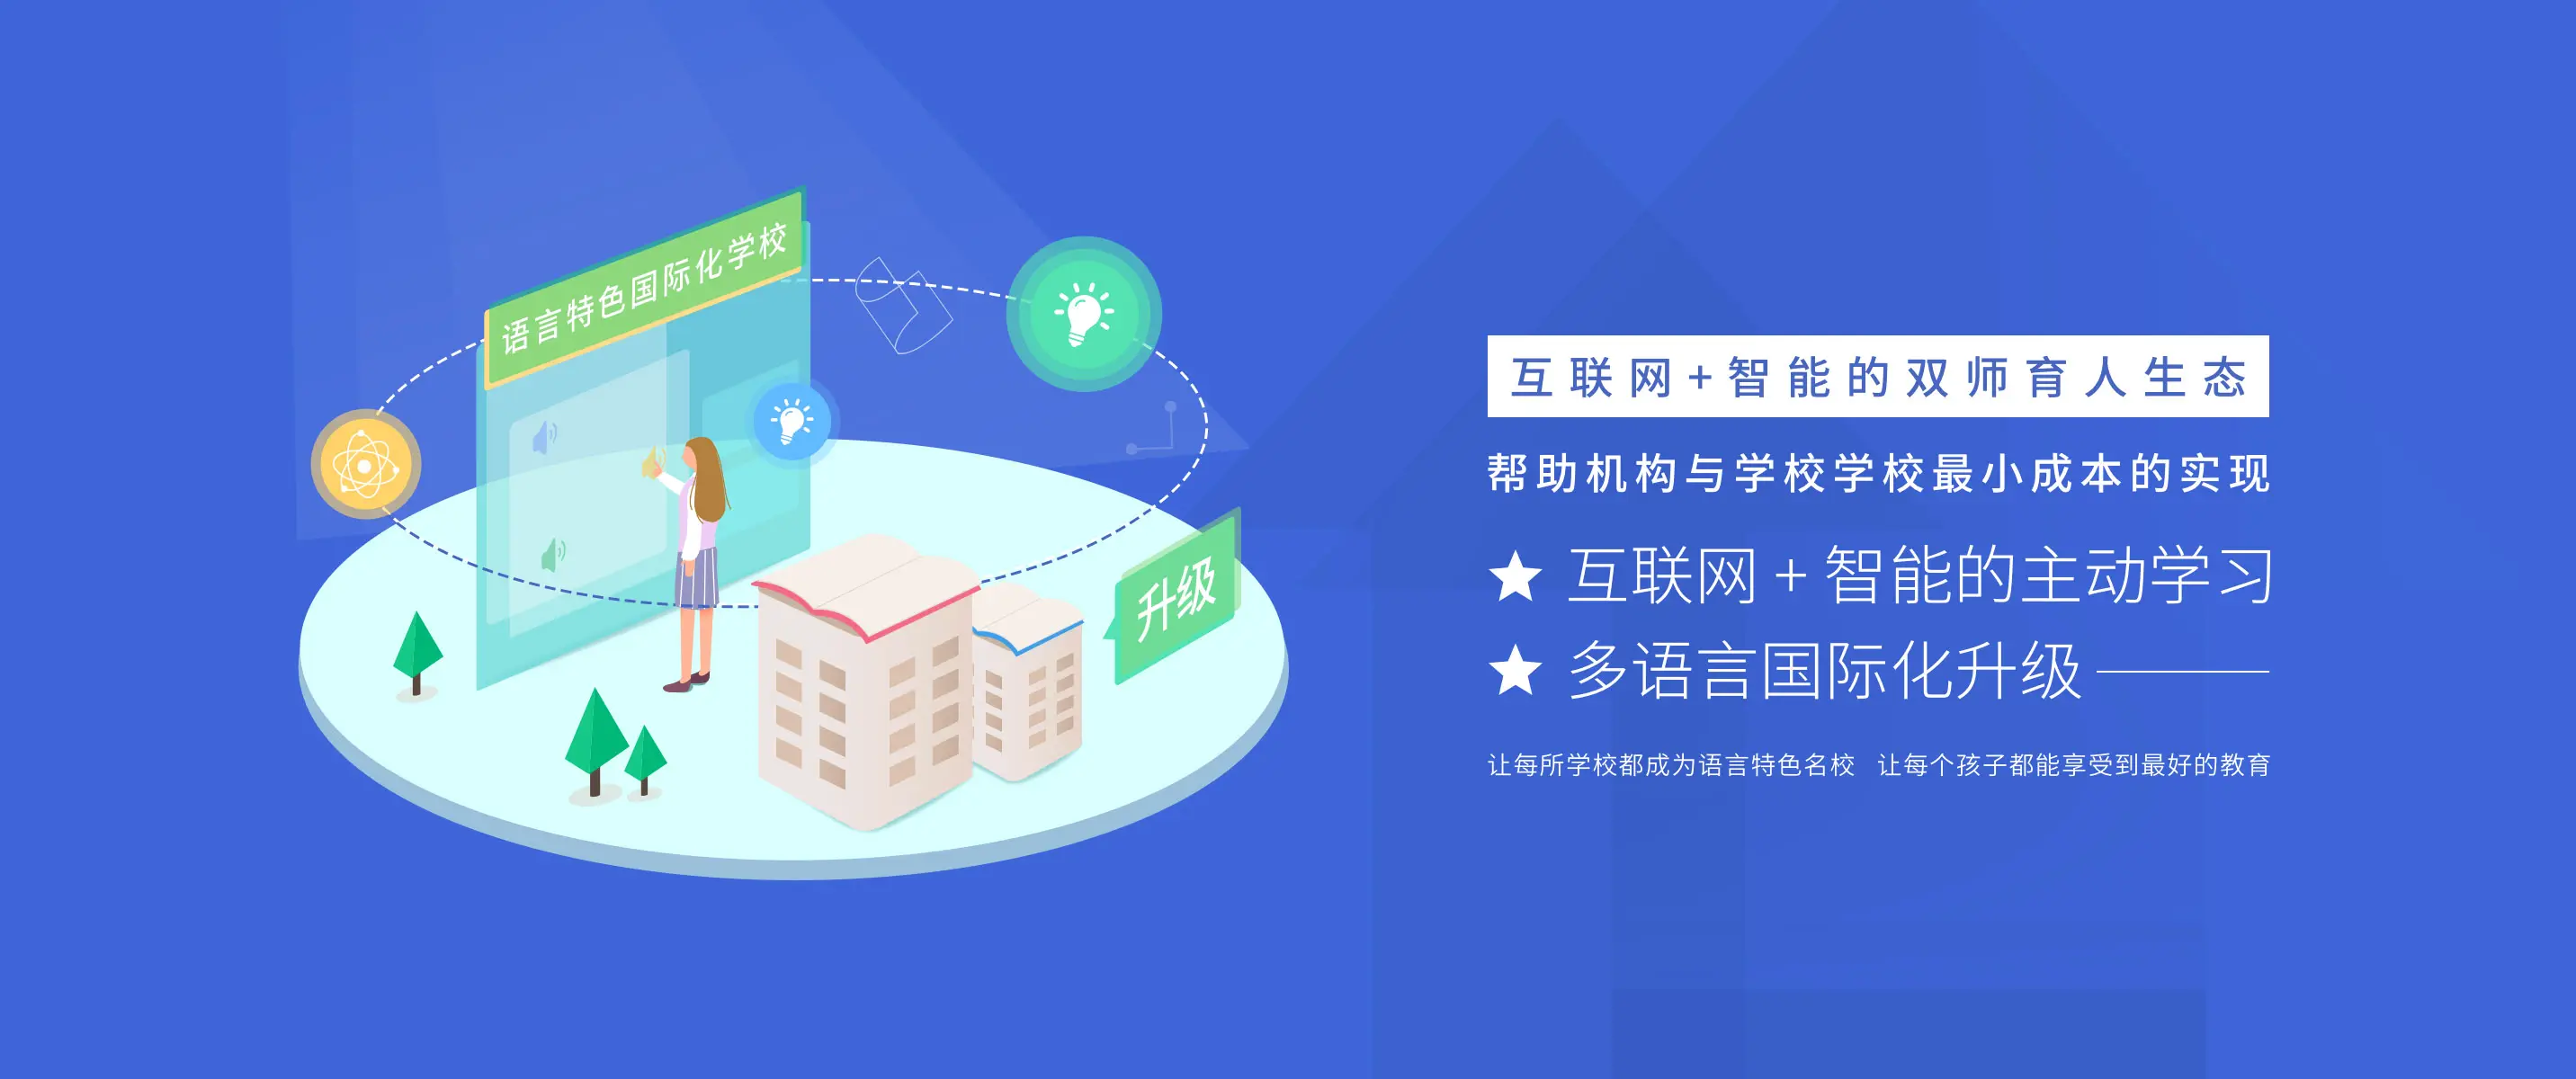 语言特色国际化学校
升级
互联网+智能的双师育人生态
帮助机构与学校学校最小成本的实现
互联网+智能的主动学习
多语言国际化升级
让每所学校都成为语言特色名校 让每个孩子都能享受到最好的教育